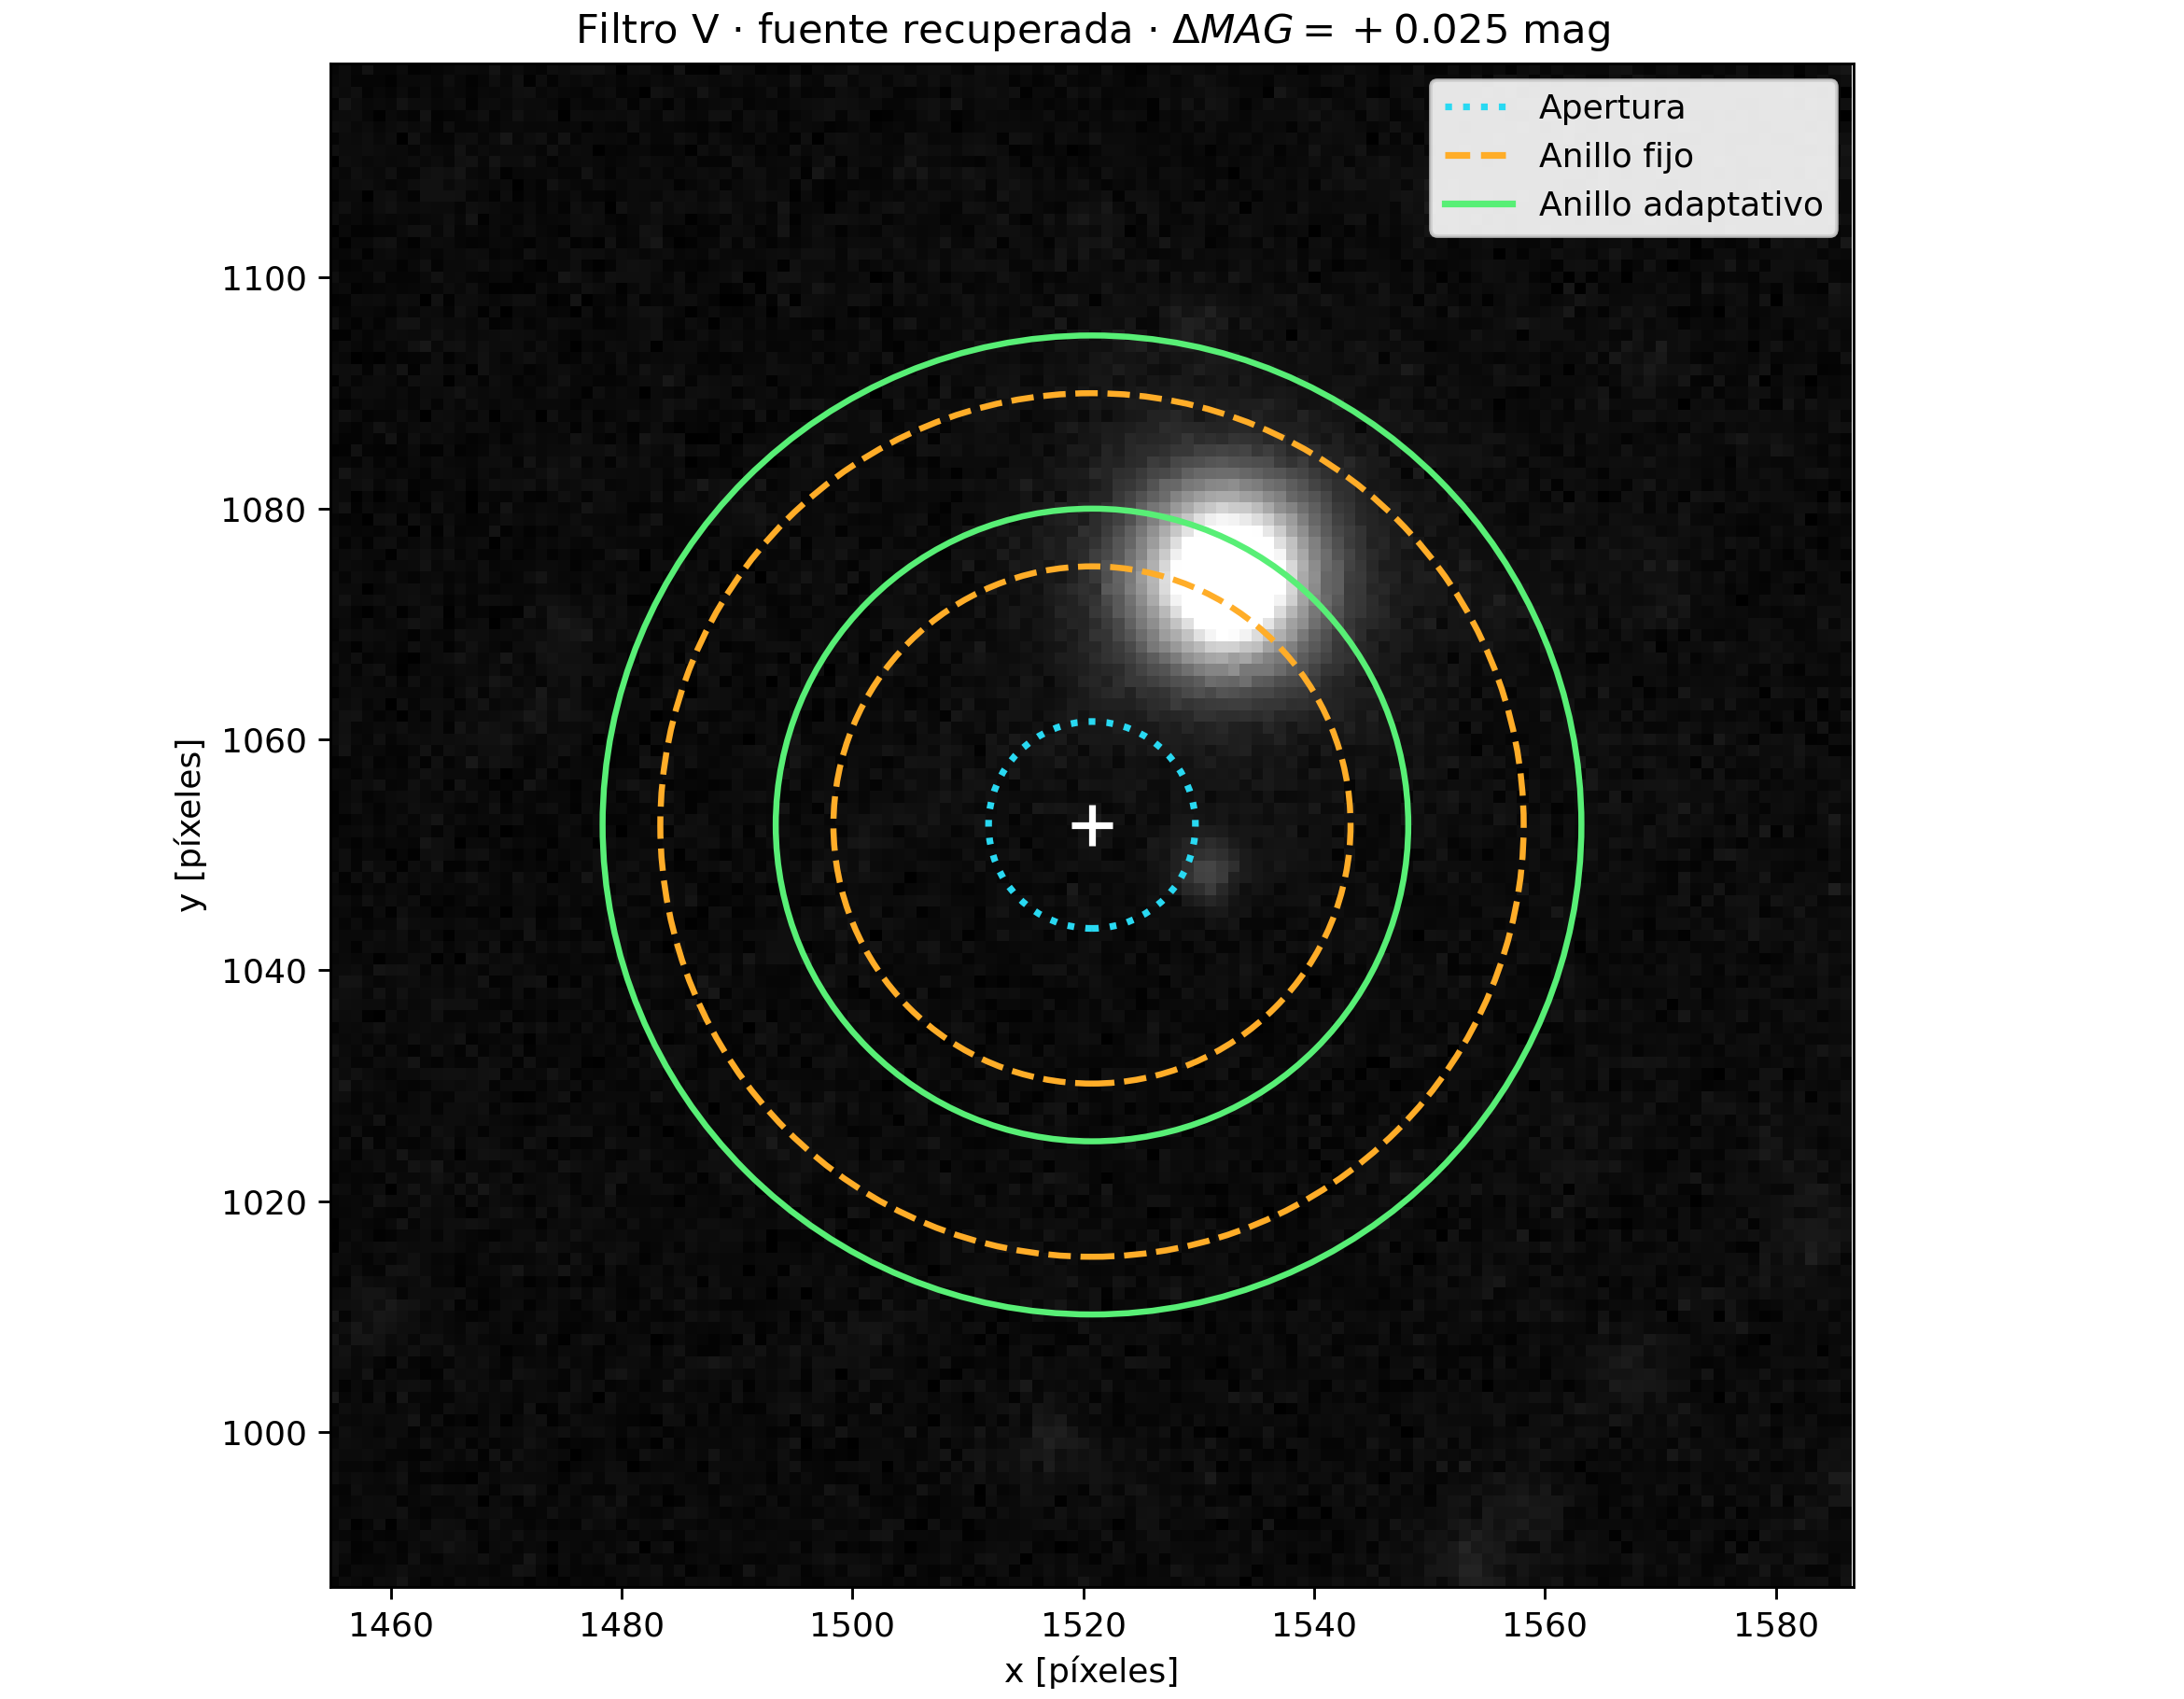 Filtro V · fuente recuperada · ΔMAG = +0.025 mag
Apertura
Anillo fijo
Anillo adaptativo
1100
1080
1060
1040
1020
1000
y [píxeles]
1460 1480 1500 1520 1540 1560 1580
x [píxeles]